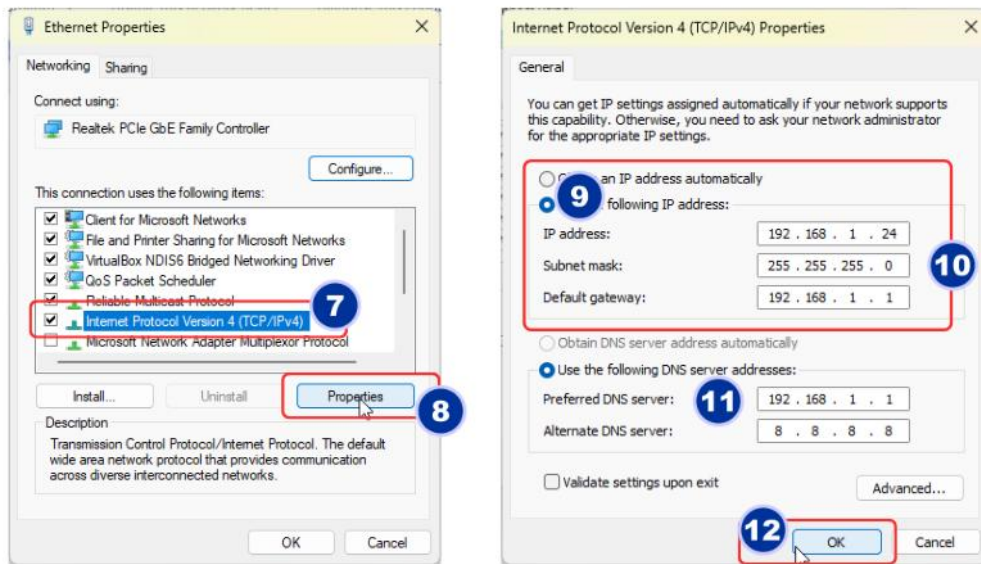 Ethernet Properties
Networking Sharing
Connect using:
Realtek PCIe GbE Family Controller
Configure...
This connection uses the following items:
Client for Microsoft Networks
File and Printer Sharing for Microsoft Networks
VirtualBox NDIS6 Bridged Networking Driver
QoS Packet Scheduler
Reliable Multicast Protocol
Internet Protocol Version 4 (TCP/IPv4)
7
Microsoft Network Adapter Multiplexor Protocol
Install... Uninstall Properties
8
Description
Transmission Control Protocol/Internet Protocol. The default
wide area network protocol that provides communication
across diverse interconnected networks.
OK Cancel
Internet Protocol Version 4 (TCP/IPv4) Properties
General
You can get IP settings assigned automatically if your network supports
this capability. Otherwise, you need to ask your network administrator
for the appropriate IP settings.
an IP address automatically
9
following IP address:
IP address: 192 . 168 . 1 . 24
Subnet mask: 255 . 255 . 255 . 0
10
Default gateway: 192 . 168 . 1 . 1
Obtain DNS server address automatically
Use the following DNS server addresses:
Preferred DNS server: 192 . 168 . 1 . 1
11
Alternate DNS server: 8 . 8 . 8 . 8
Validate settings upon exit
Advanced...
12
OK Cancel